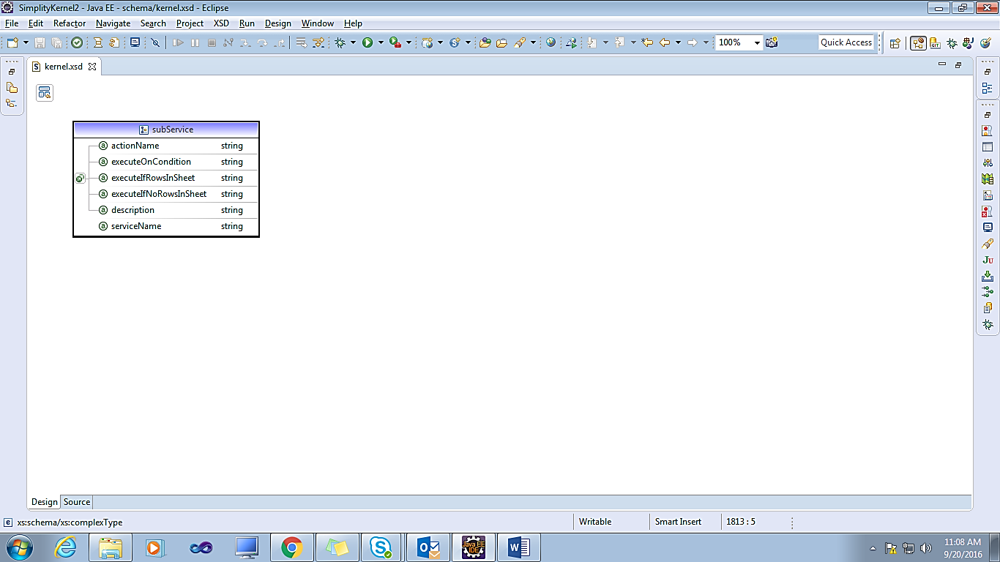 SimplityKernel2 - Java EE - schema/kernel.xsd - Eclipse
File Edit Refactor Navigate Search Project XSD Run Design Window Help
100%
Quick Access
GIT
kernel.xsd
subService
actionName string
executeOnCondition string
executeIfRowsInSheet string
executeIfNoRowsInSheet string
description string
serviceName string
Ju
Design Source
xs:schema/xs:complexType
Writable
Smart Insert
1813 : 5
Java EE
IDE
11:08 AM
9/20/2016